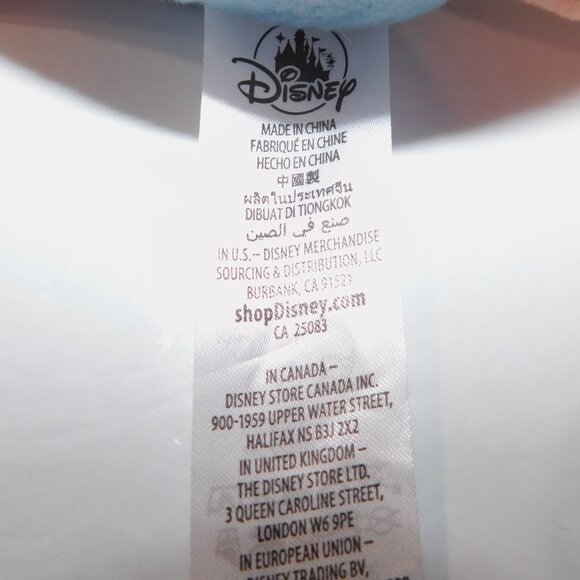 Disney
MADE IN CHINA
FABRIQUÉ EN CHINE
HECHO EN CHINA
中國製
ผลิตในประเทศจีน
DIBUAT DI TIONGKOK
صنع في الصين
IN U.S.– DISNEY MERCHANDISE
SOURCING & DISTRIBUTION, LLC
BURBANK, CA 91521
shopDisney.com
CA 25083
IN CANADA –
DISNEY STORE CANADA INC.
900-1959 UPPER WATER STREET,
HALIFAX NS B3J 2X2
IN UNITED KINGDOM –
THE DISNEY STORE LTD.
3 QUEEN CAROLINE STREET,
LONDON W6 9PE
IN EUROPEAN UNION –
DISNEY TRADING BV,